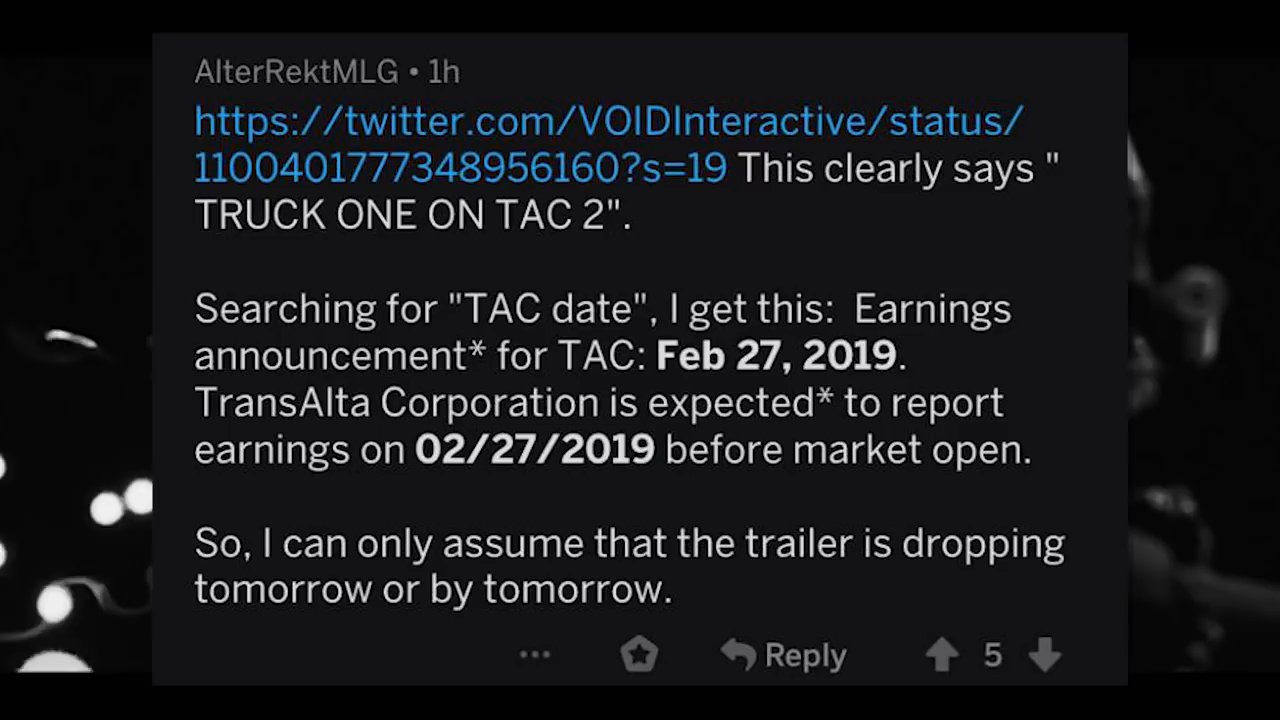 AlterRektMLG • 1h
https://twitter.com/VOIDInteractive/status/
1100401777348956160?s=19 This clearly says "
TRUCK ONE ON TAC 2".
Searching for "TAC date", I get this:  Earnings
announcement* for TAC: Feb 27, 2019.
TransAlta Corporation is expected* to report
earnings on 02/27/2019 before market open.
So, I can only assume that the trailer is dropping
tomorrow or by tomorrow.
... Reply 5